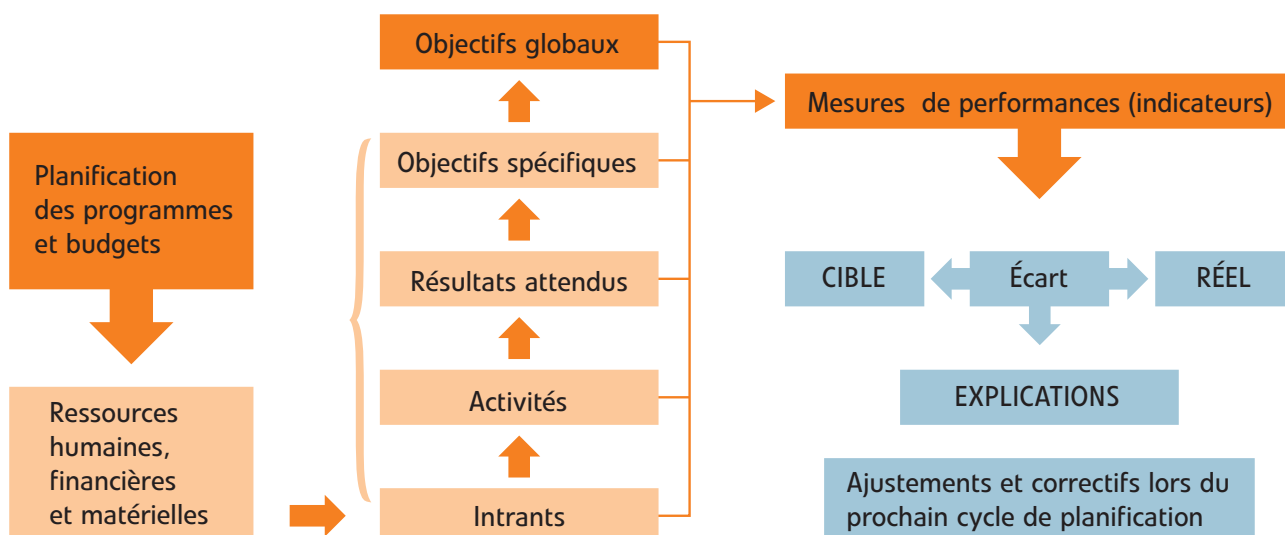 Planification
des programmes
et budgets
Ressources
humaines,
financières
et matérielles
Objectifs globaux
Objectifs spécifiques
Résultats attendus
Activités
Intrants
Mesures de performances (indicateurs)
CIBLE
Écart
RÉEL
EXPLICATIONS
Ajustements et correctifs lors du
prochain cycle de planification